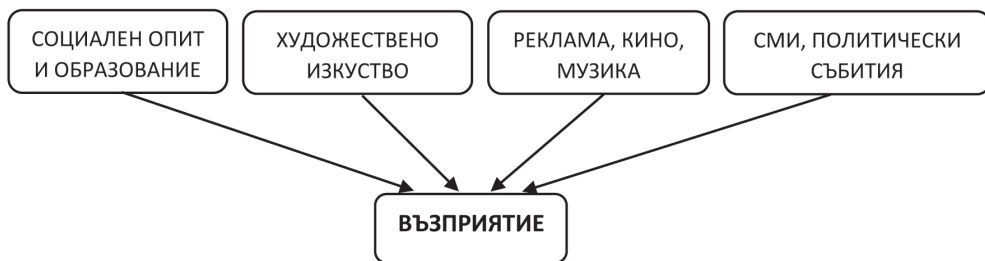 СОЦИАЛЕН ОПИТ
И ОБРАЗОВАНИЕ
ХУДОЖЕСТВЕНО
ИЗКУСТВО
РЕКЛАМА, КИНО,
МУЗИКА
СМИ, ПОЛИТИЧЕСКИ
СЪБИТИЯ
ВЪЗПРИЯТИЕ